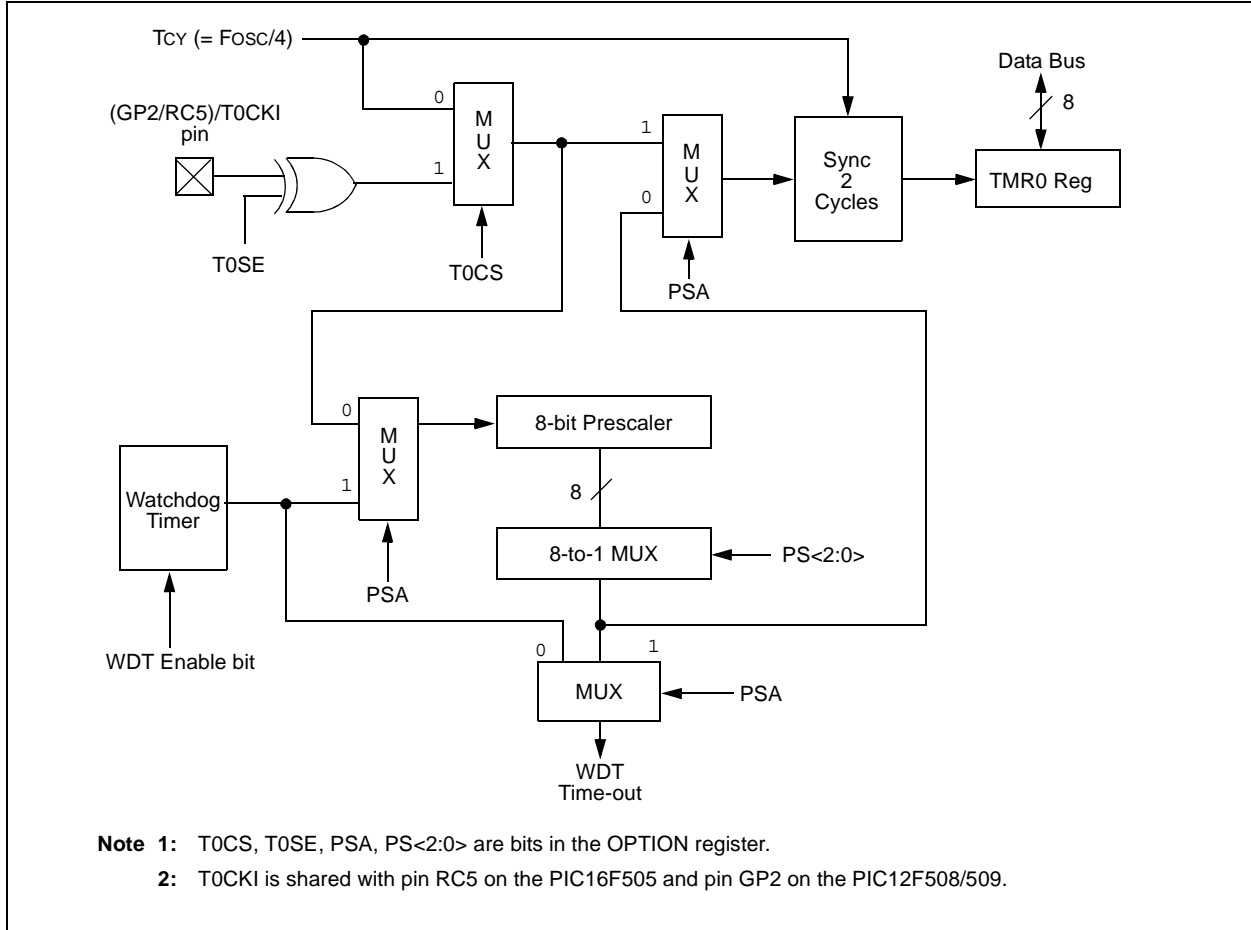 TCY (= FOSC/4)
Data Bus
(GP2/RC5)/T0CKI
pin
0
M
U
X
8
1
M
U
X
Sync
2
Cycles
TMR0 Reg
1
0
T0SE
T0CS
PSA
0
M
U
X
8-bit Prescaler
Watchdog
Timer
1
8
8-to-1 MUX
PS<2:0>
PSA
WDT Enable bit
0
1
MUX
PSA
WDT
Time-out
Note 1: T0CS, T0SE, PSA, PS<2:0> are bits in the OPTION register.
2: T0CKI is shared with pin RC5 on the PIC16F505 and pin GP2 on the PIC12F508/509.